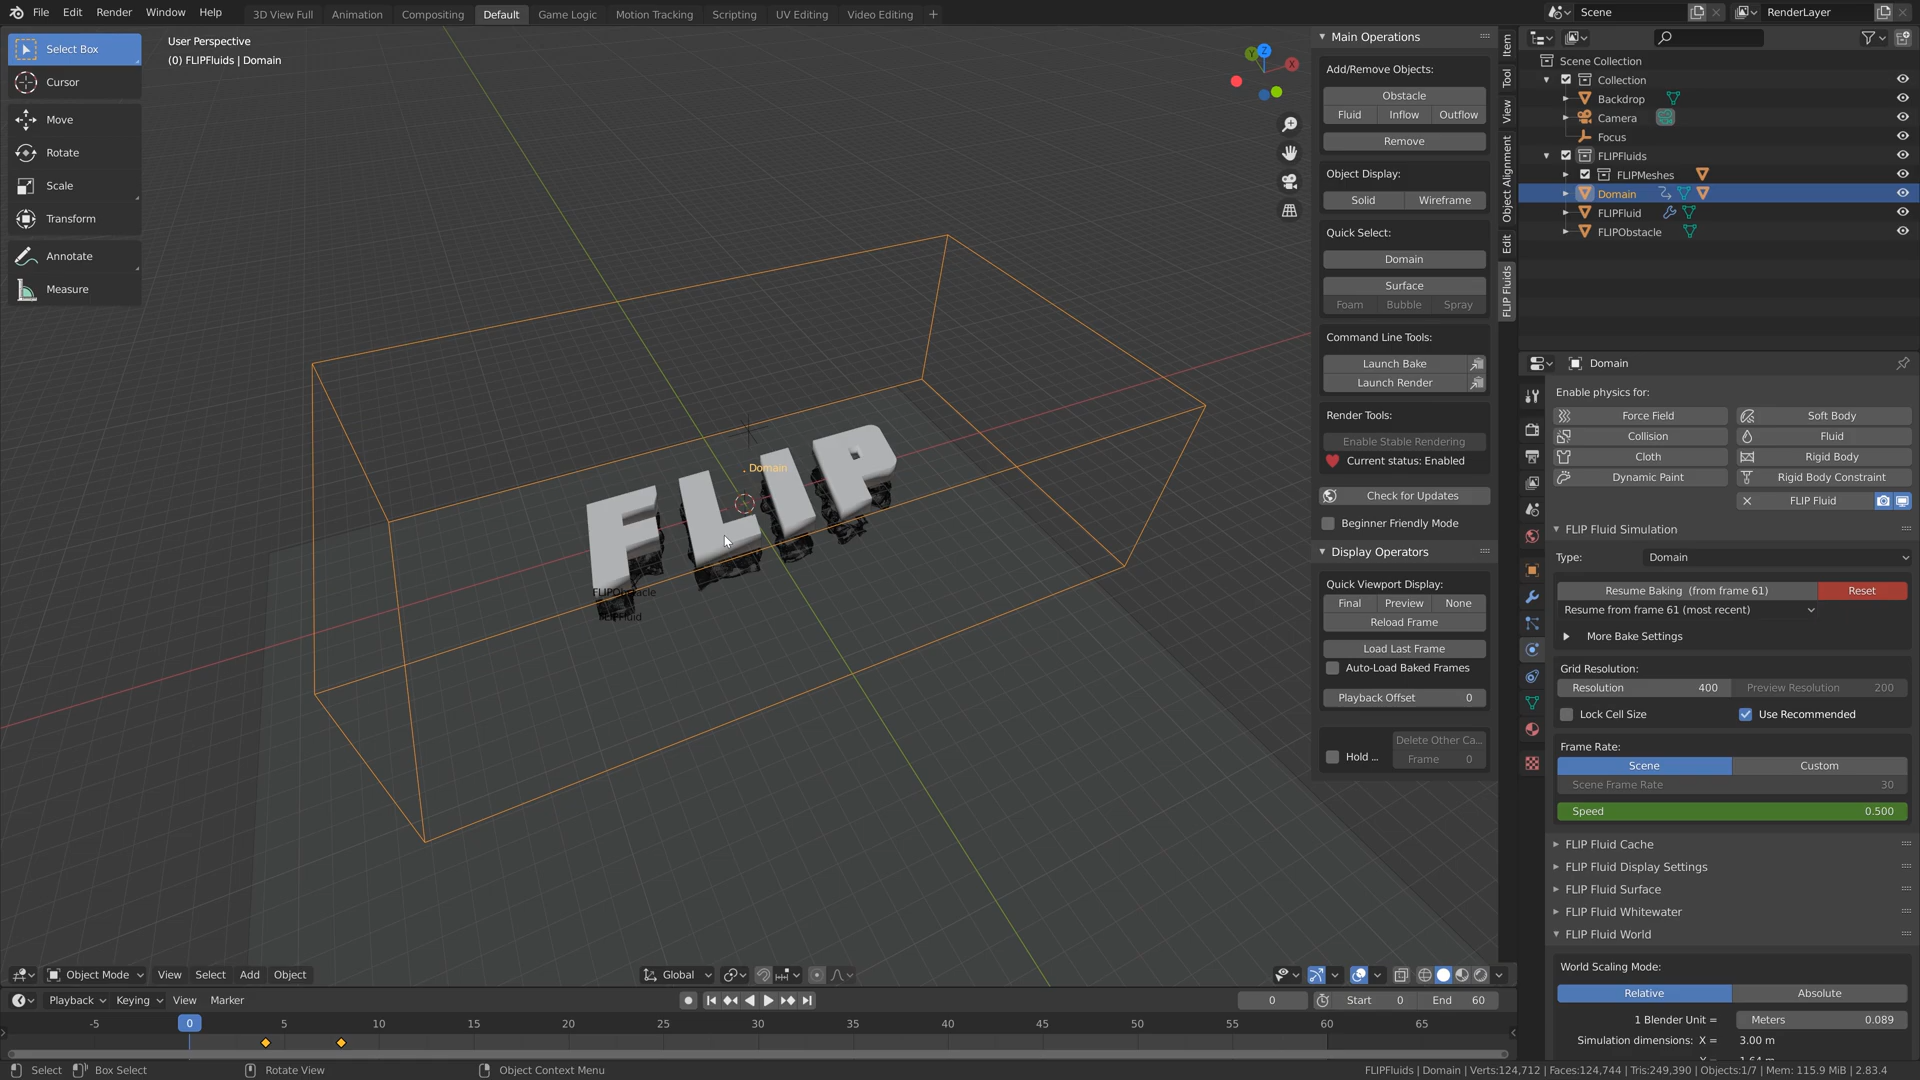 File Edit Render Window Help
3D View Full Animation Compositing Default Game Logic Motion Tracking Scripting UV Editing Video Editing +
Scene
RenderLayer
Select Box
Cursor
Move
Rotate
Scale
Transform
Annotate
Measure
User Perspective
(0) FLIPFluids | Domain
Y Z X
FLIP
Domain
FLIPObstacle
FLIPFluid
Main Operations
Add/Remove Objects:
Obstacle
Fluid Inflow Outflow
Remove
Object Display:
Solid Wireframe
Quick Select:
Domain
Surface
Foam Bubble Spray
Command Line Tools:
Launch Bake
Launch Render
Render Tools:
Enable Stable Rendering
Current status: Enabled
Check for Updates
Beginner Friendly Mode
Display Operators
Quick Viewport Display:
Final Preview None
Reload Frame
Load Last Frame
Auto-Load Baked Frames
Playback Offset 0
Hold ...
Delete Other Ca...
Frame 0
Item
Tool
View
Object Alignment
Edit
FLIP Fluids
Scene Collection
Collection
Backdrop
Camera
Focus
FLIPFluids
FLIPMeshes
Domain
FLIPFluid
FLIPObstacle
Domain
Enable physics for:
Force Field Soft Body
Collision Fluid
Cloth Rigid Body
Dynamic Paint Rigid Body Constraint
FLIP Fluid
FLIP Fluid Simulation
Type: Domain
Resume Baking (from frame 61) Reset
Resume from frame 61 (most recent)
More Bake Settings
Grid Resolution:
Resolution 400 Preview Resolution 200
Lock Cell Size Use Recommended
Frame Rate:
Scene Custom
Scene Frame Rate 30
Speed 0.500
FLIP Fluid Cache
FLIP Fluid Display Settings
FLIP Fluid Surface
FLIP Fluid Whitewater
FLIP Fluid World
World Scaling Mode:
Relative Absolute
1 Blender Unit = Meters 0.089
Simulation dimensions: X = 3.00 m
Object Mode View Select Add Object
Global
Playback Keying View Marker
0 Start 0 End 60
-5 0 5 10 15 20 25 30 35 40 45 50 55 60 65
Select Box Select Rotate View Object Context Menu
FLIPFluids | Domain | Verts:124,712 | Faces:124,744 | Tris:249,390 | Objects:1/7 | Mem: 115.9 MiB | 2.83.4